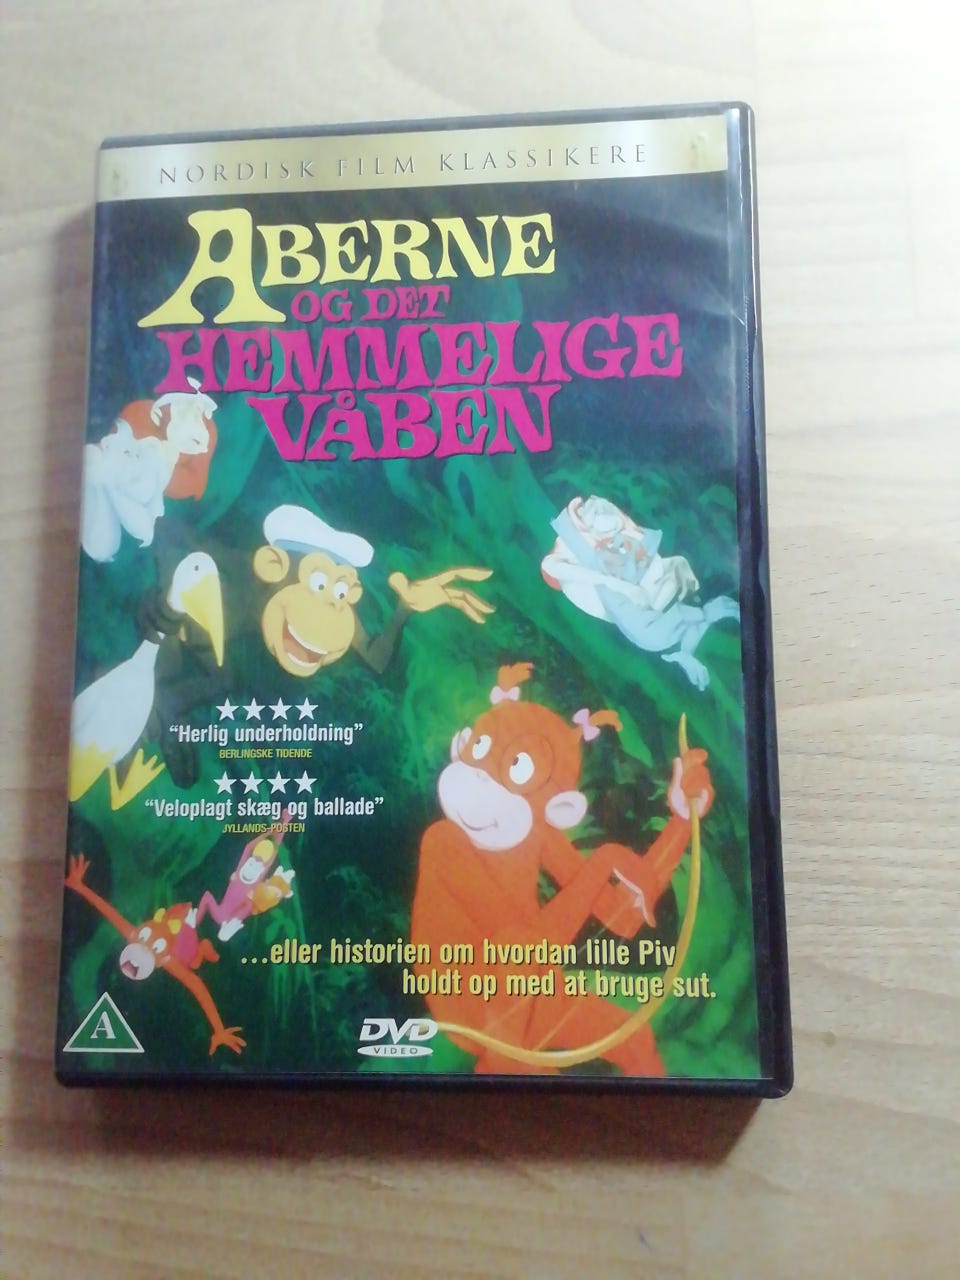 NORDISK FILM KLASSIKERE
ABERNE
OG DET
HEMMELIGE
VÅBEN
"Herlig underholdning"
BERLINGSKE TIDENDE
"Veloplagt skæg og ballade"
JYLLANDS-POSTEN
...eller historien om hvordan lille Piv
holdt op med at bruge sut.
A
DVD
VIDEO